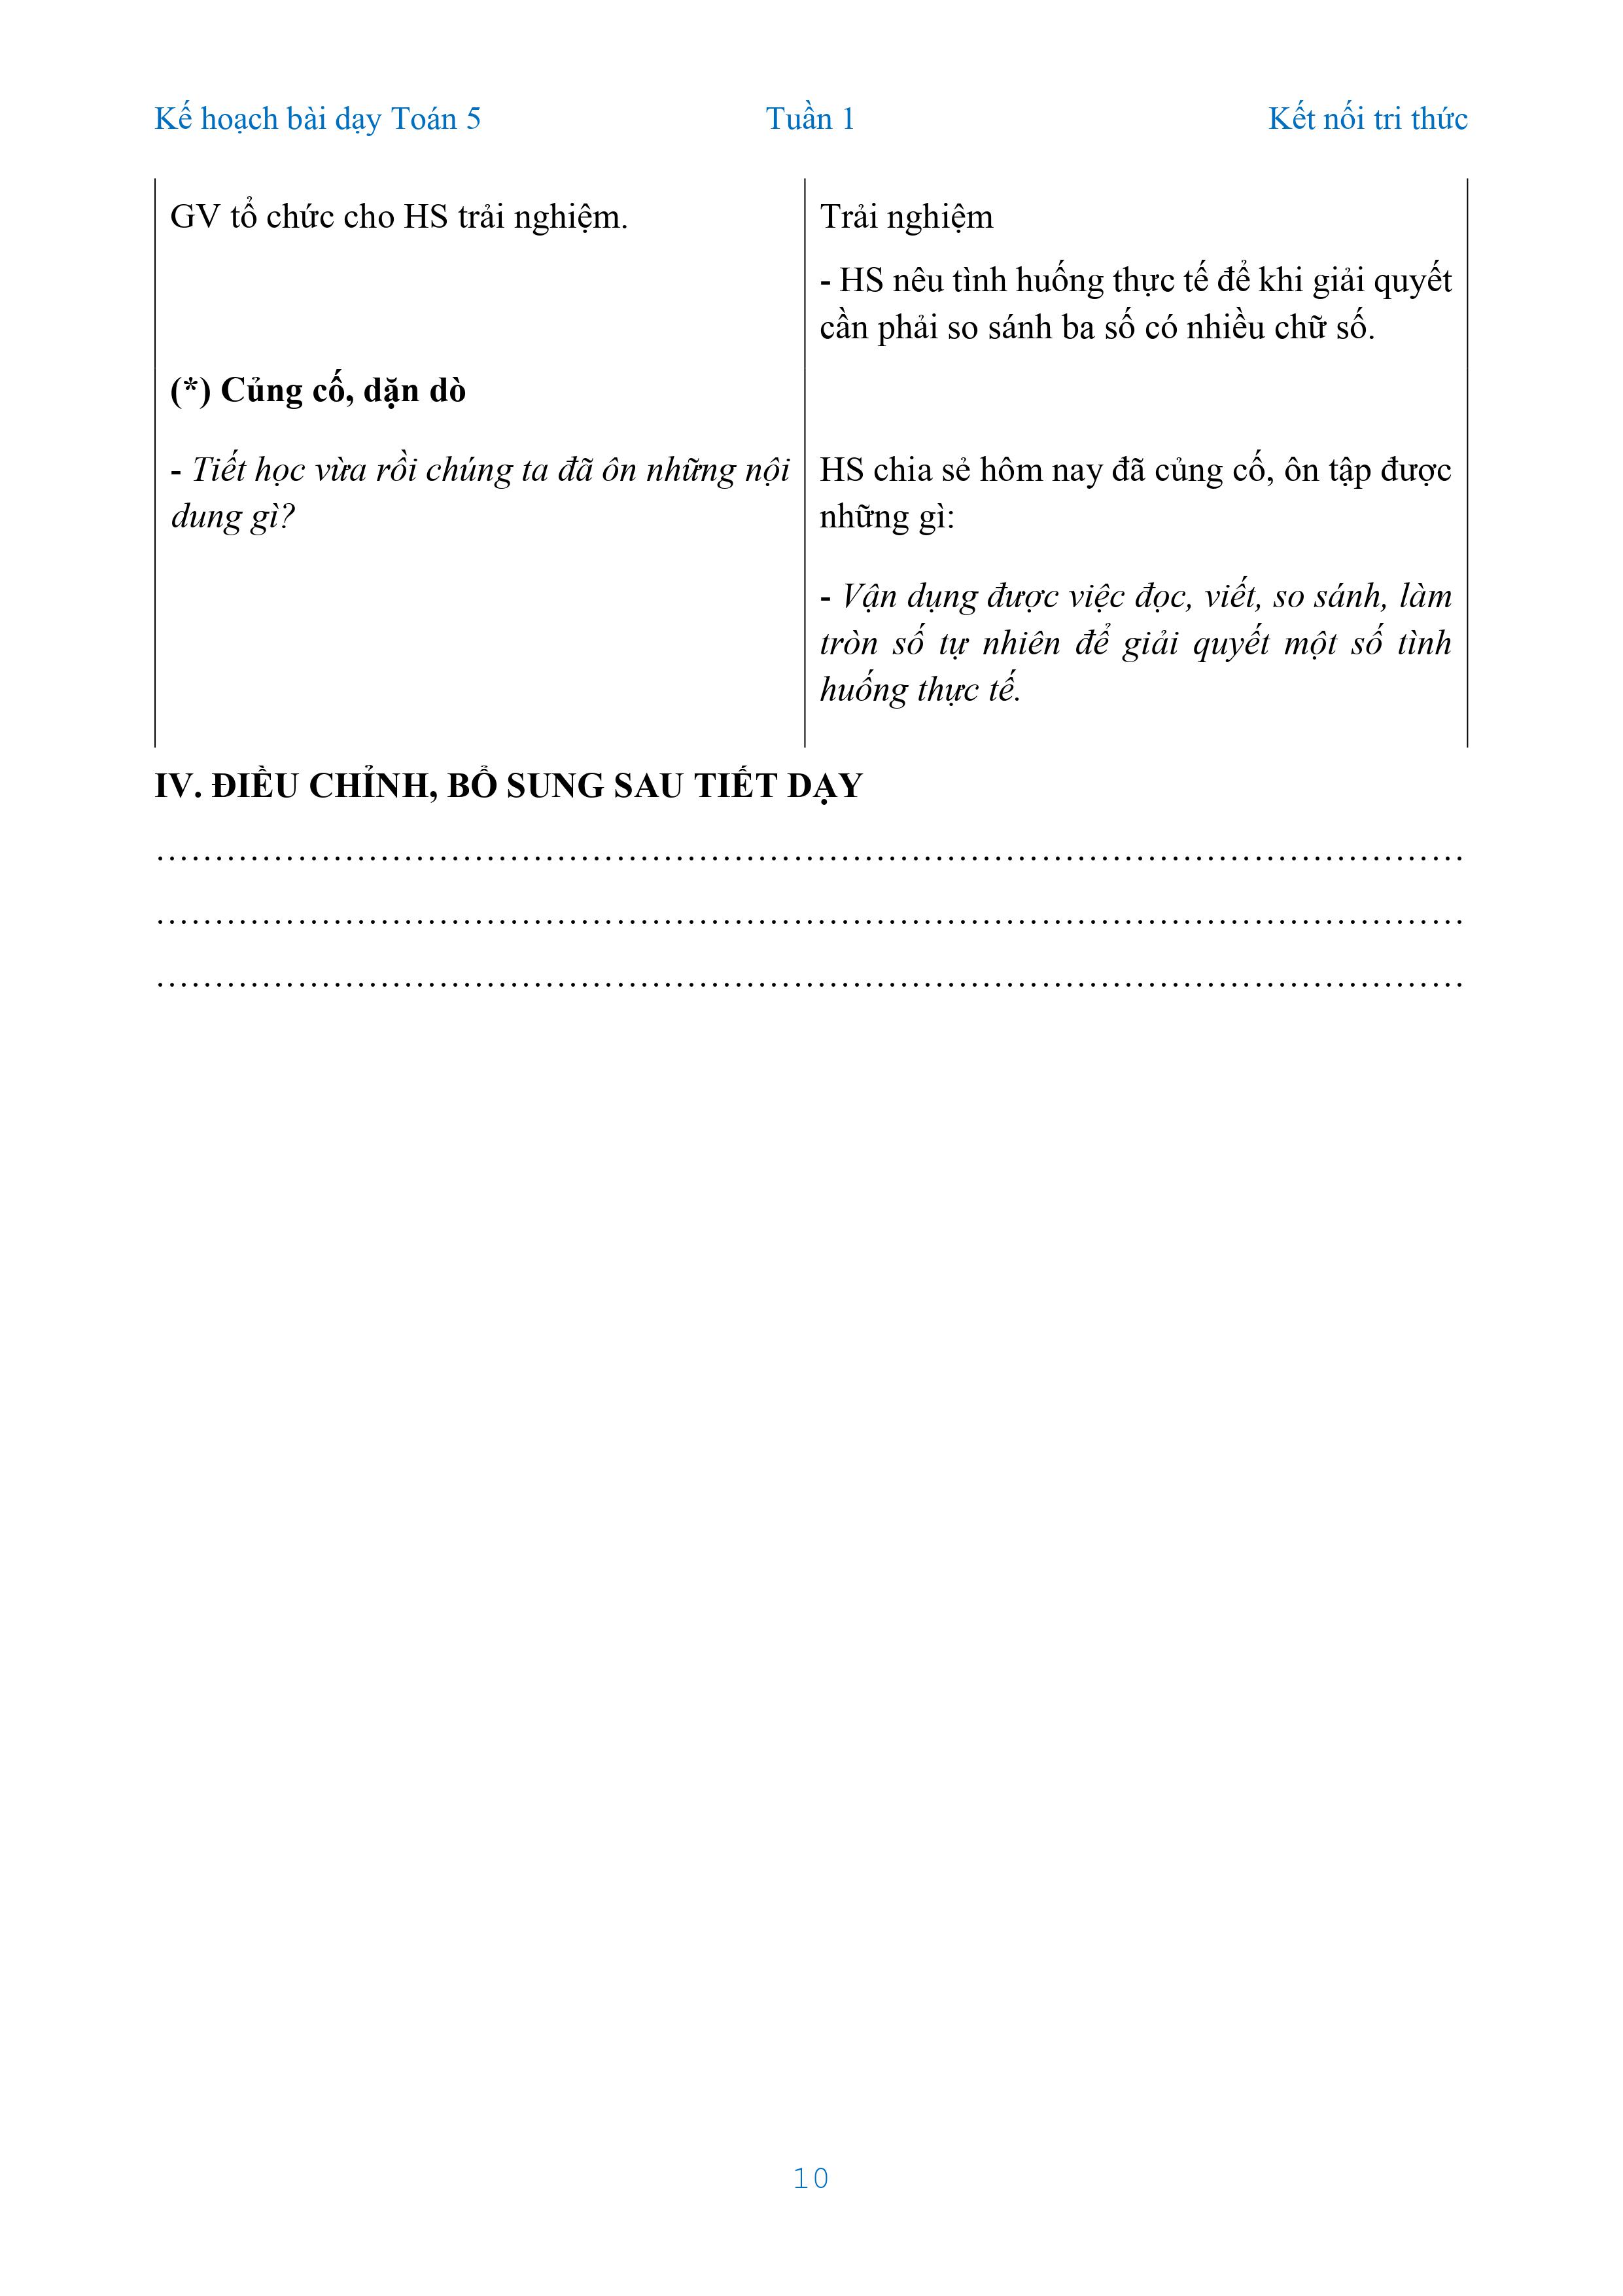 Kế hoạch bài dạy Toán 5 Tuần 1 Kết nối tri thức
GV tổ chức cho HS trải nghiệm.
Trải nghiệm
- HS nêu tình huống thực tế để khi giải quyết
cần phải so sánh ba số có nhiều chữ số.
(*) Củng cố, dặn dò
- Tiết học vừa rồi chúng ta đã ôn những nội
dung gì?
HS chia sẻ hôm nay đã củng cố, ôn tập được
những gì:
- Vận dụng được việc đọc, viết, so sánh, làm
tròn số tự nhiên để giải quyết một số tình
huống thực tế.
IV. ĐIỀU CHỈNH, BỔ SUNG SAU TIẾT DẠY
………………………………………………………………………………………………
………………………………………………………………………………………………
………………………………………………………………………………………………
10